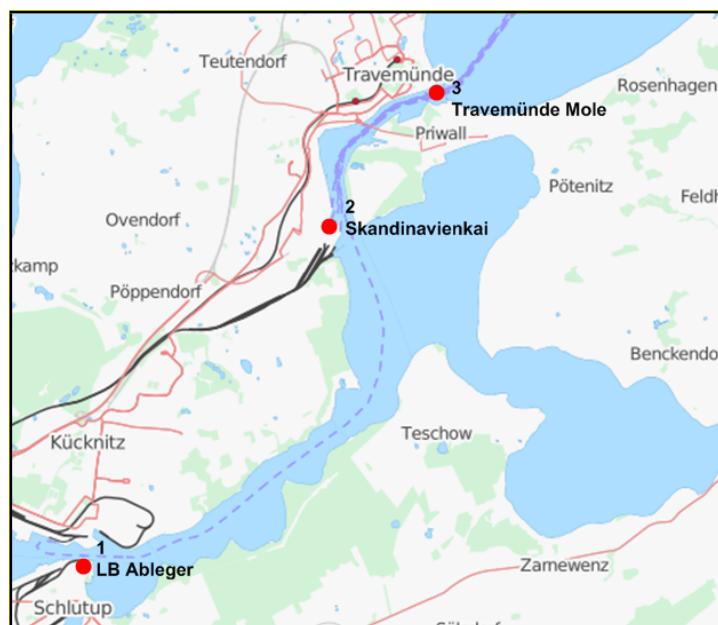 Teutendorf
Travemünde
3
Rosenhagen
Travemünde Mole
Priwall
Pötenitz
Feldh
2
Ovendorf
Skandinavienkai
zkamp
Pöppendorf
Benckendo
Teschow
Kücknitz
1
LB Ableger
Zarnewenz
Schlutup